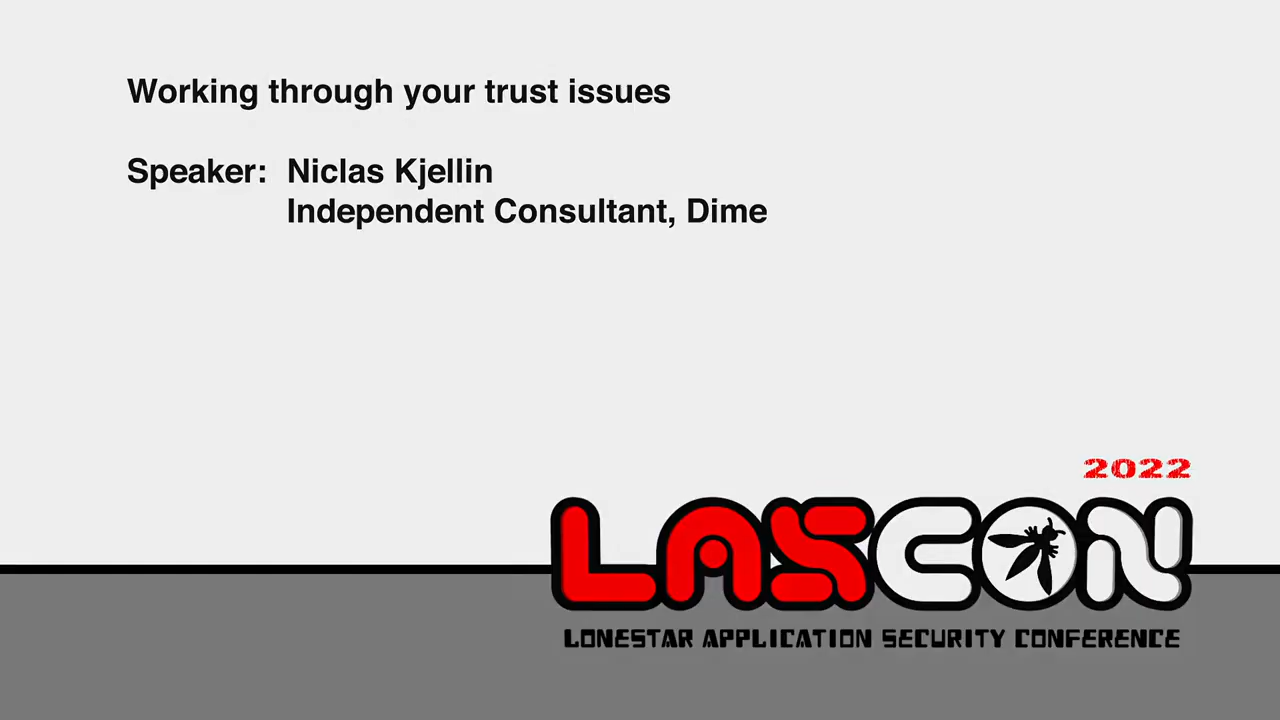 Working through your trust issues
Speaker: Niclas Kjellin
Independent Consultant, Dime
2022
LASCON
LONESTAR APPLICATION SECURITY CONFERENCE